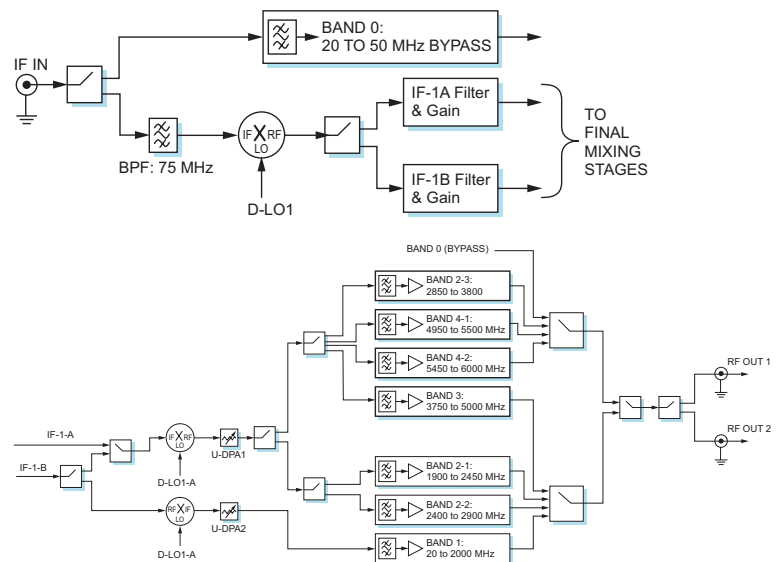 BAND 0:
20 TO 50 MHz BYPASS
IF IN
IF X RF
LO
BPF: 75 MHz
D-LO1
IF-1A Filter
& Gain
IF-1B Filter
& Gain
TO
FINAL
MIXING
STAGES
BAND 0 (BYPASS)
BAND 2-3:
2850 to 3800
BAND 4-1:
4950 to 5500 MHz
BAND 4-2:
5450 to 6000 MHz
BAND 3:
3750 to 5000 MHz
RF OUT 1
RF OUT 2
IF-1-A
IF-1-B
IF X RF
LO
U-DPA1
D-LO1-A
BAND 2-1:
1900 to 2450 MHz
BAND 2-2:
2400 to 2900 MHz
RF X IF
LO
U-DPA2
D-LO1-A
BAND 1:
20 to 2000 MHz